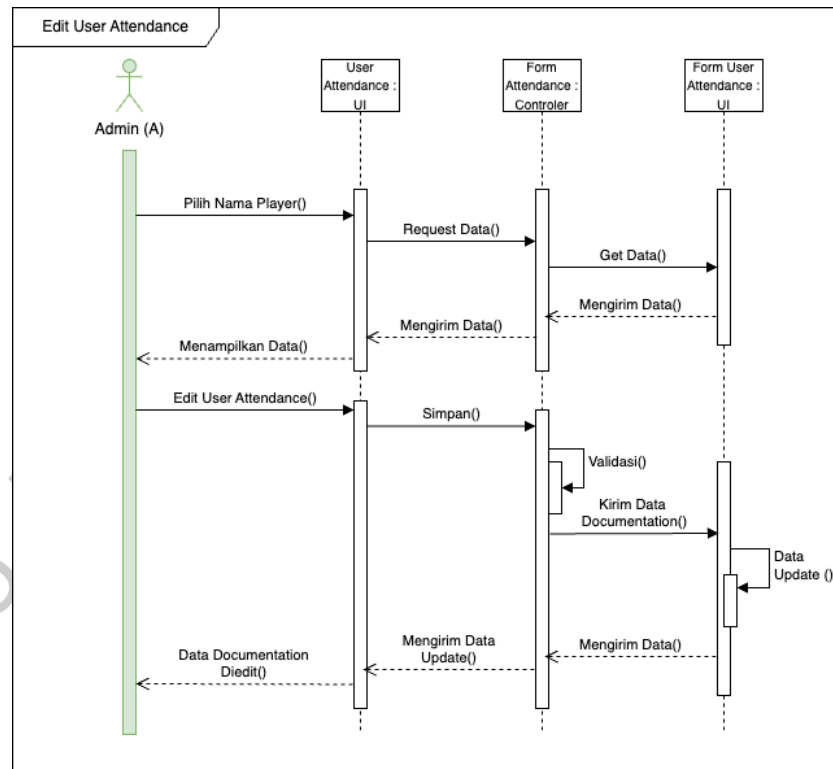 Edit User Attendance
User
Attendance :
UI
Form
Attendance :
Controler
Form User
Attendance :
UI
Admin (A)
Pilih Nama Player()
Request Data()
Get Data()
Mengirim Data()
Mengirim Data()
Menampilkan Data()
Edit User Attendance()
Simpan()
Validasi()
Kirim Data
Documentation()
Data
Update ()
Mengirim Data()
Mengirim Data
Update()
Data Documentation
Diedit()